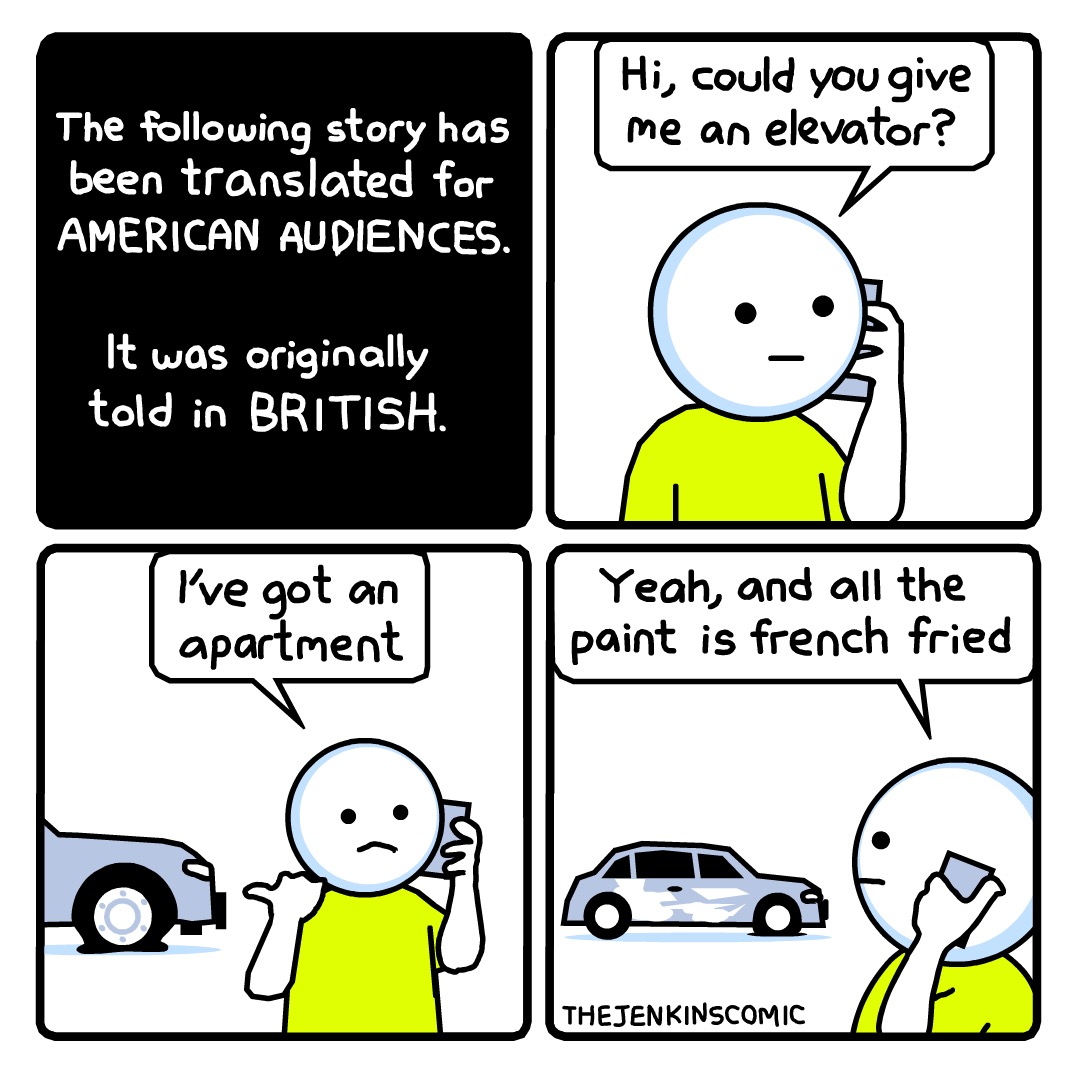 The following story has
been translated for
AMERICAN AUDIENCES.
It was originally
told in BRITISH.
Hi, could you give
me an elevator?
I've got an
apartment
Yeah, and all the
paint is french fried
THEJENKINSCOMIC